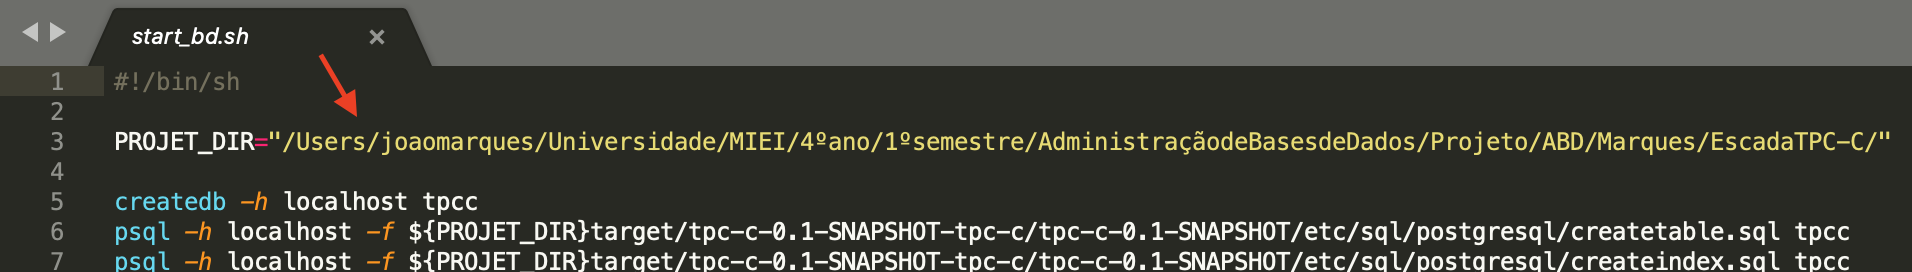 start_bd.sh ×
1 #!/bin/sh
2
3 PROJET_DIR="/Users/joaomarques/Universidade/MIEI/4ºano/1ºsemestre/AdministraçãodeBasesdeDados/Projeto/ABD/Marques/EscadaTPC-C/"
4
5 createdb -h localhost tpcc
6 psql -h localhost -f ${PROJET_DIR}target/tpc-c-0.1-SNAPSHOT-tpc-c/tpc-c-0.1-SNAPSHOT/etc/sql/postgresql/createtable.sql tpcc
7 psql -h localhost -f ${PROJET_DIR}target/tpc-c-0.1-SNAPSHOT-tpc-c/tpc-c-0.1-SNAPSHOT/etc/sql/postgresql/createindex.sql tpcc